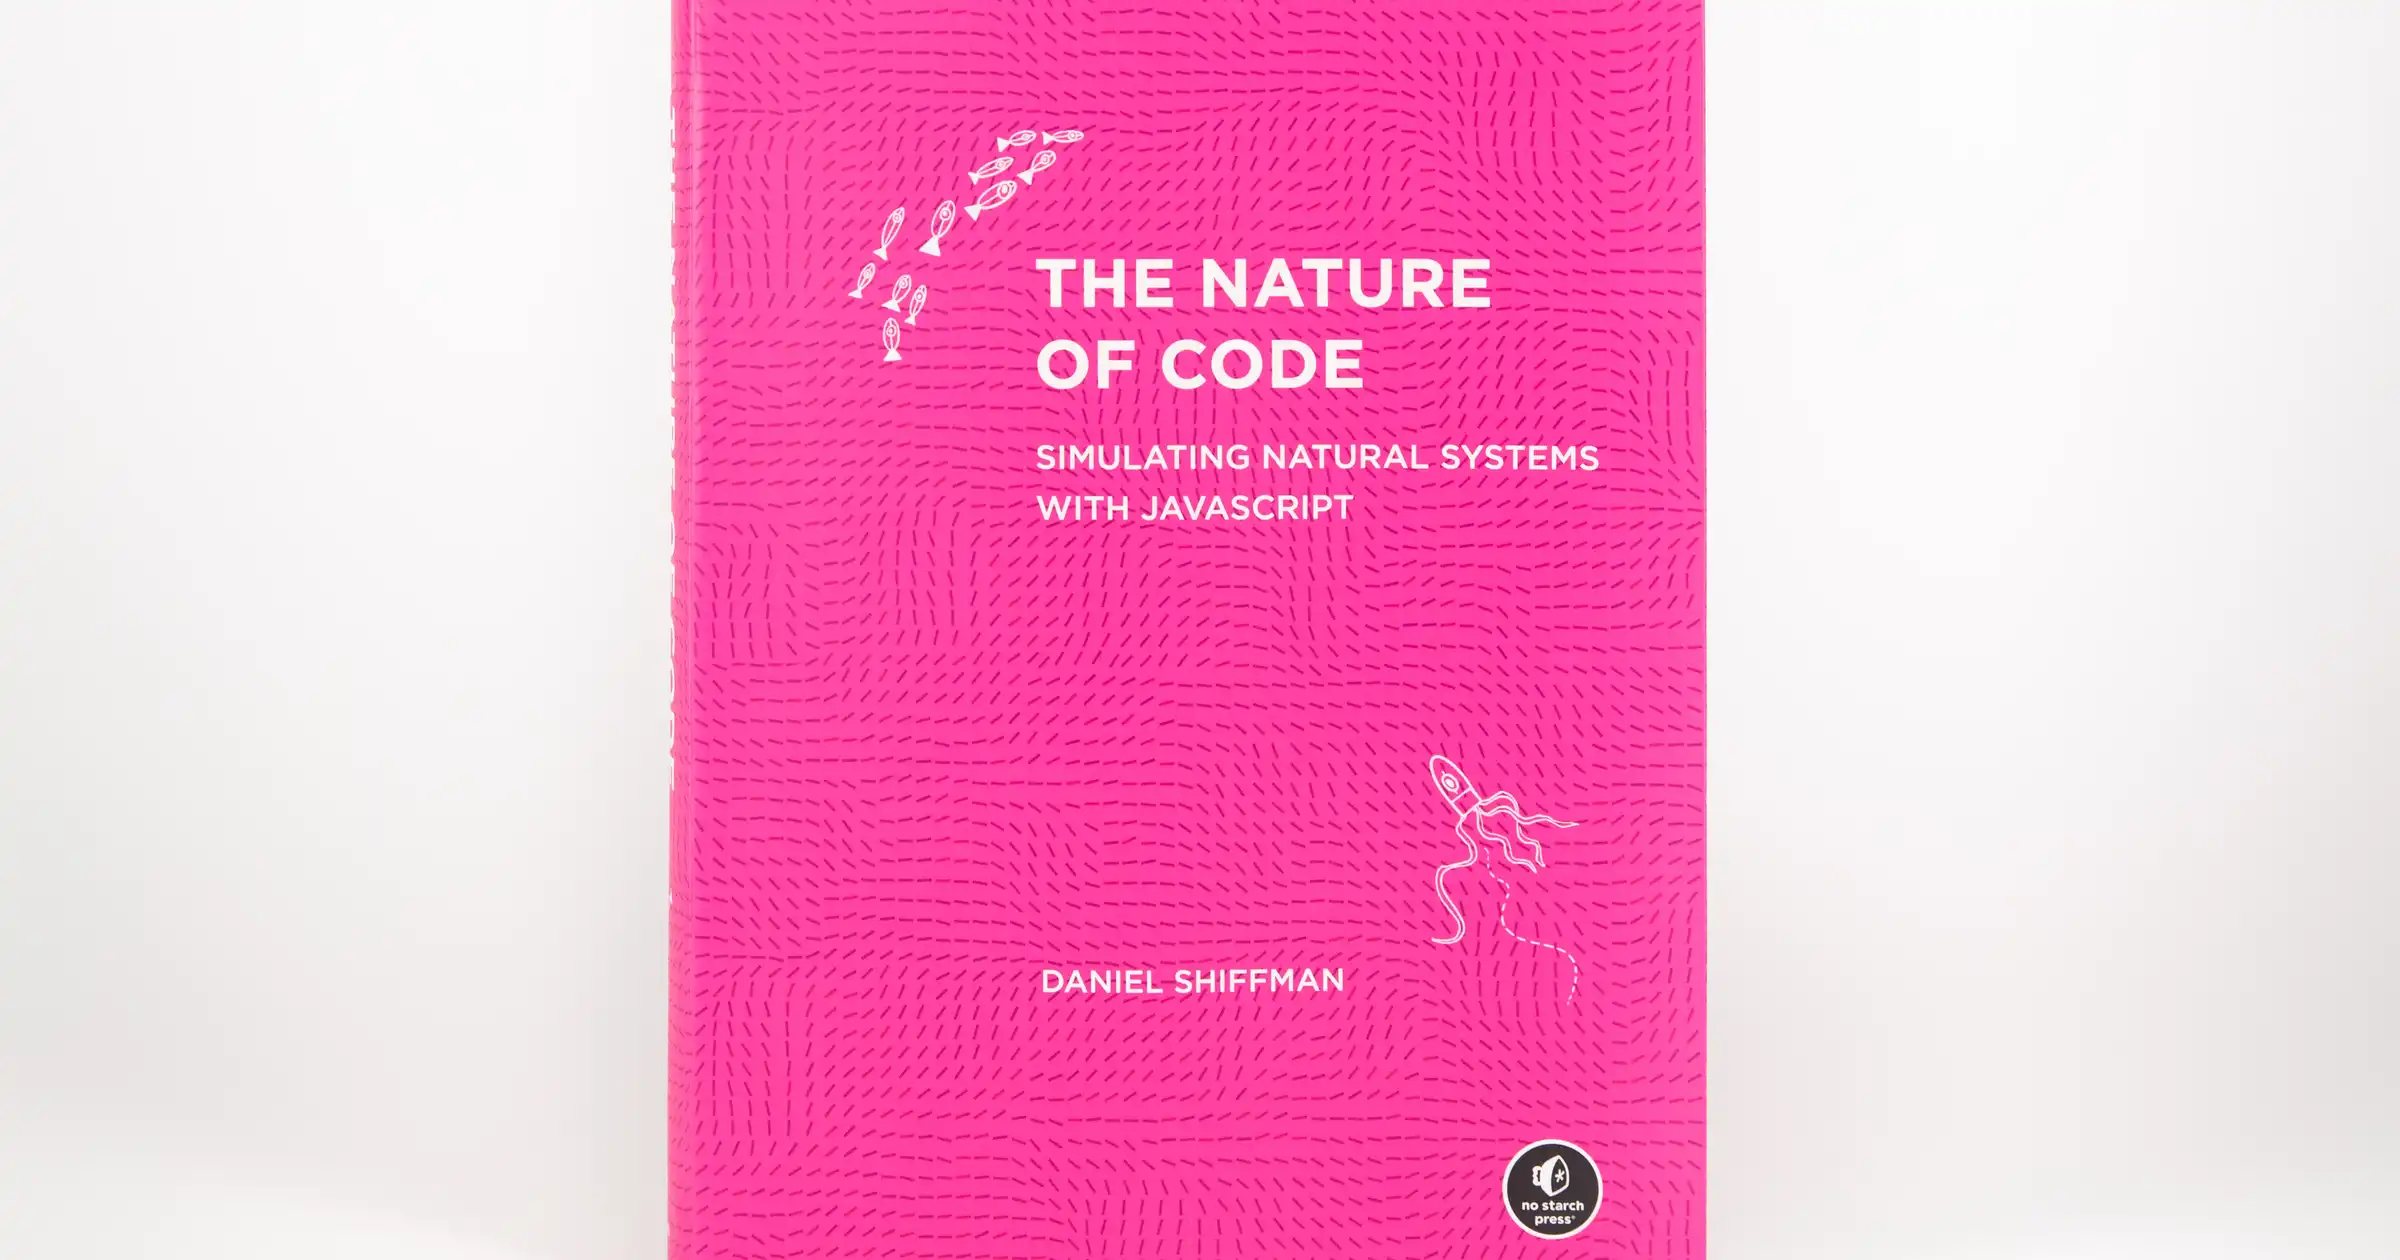 THE NATURE
OF CODE
SIMULATING NATURAL SYSTEMS
WITH JAVASCRIPT
DANIEL SHIFFMAN
no starch
press